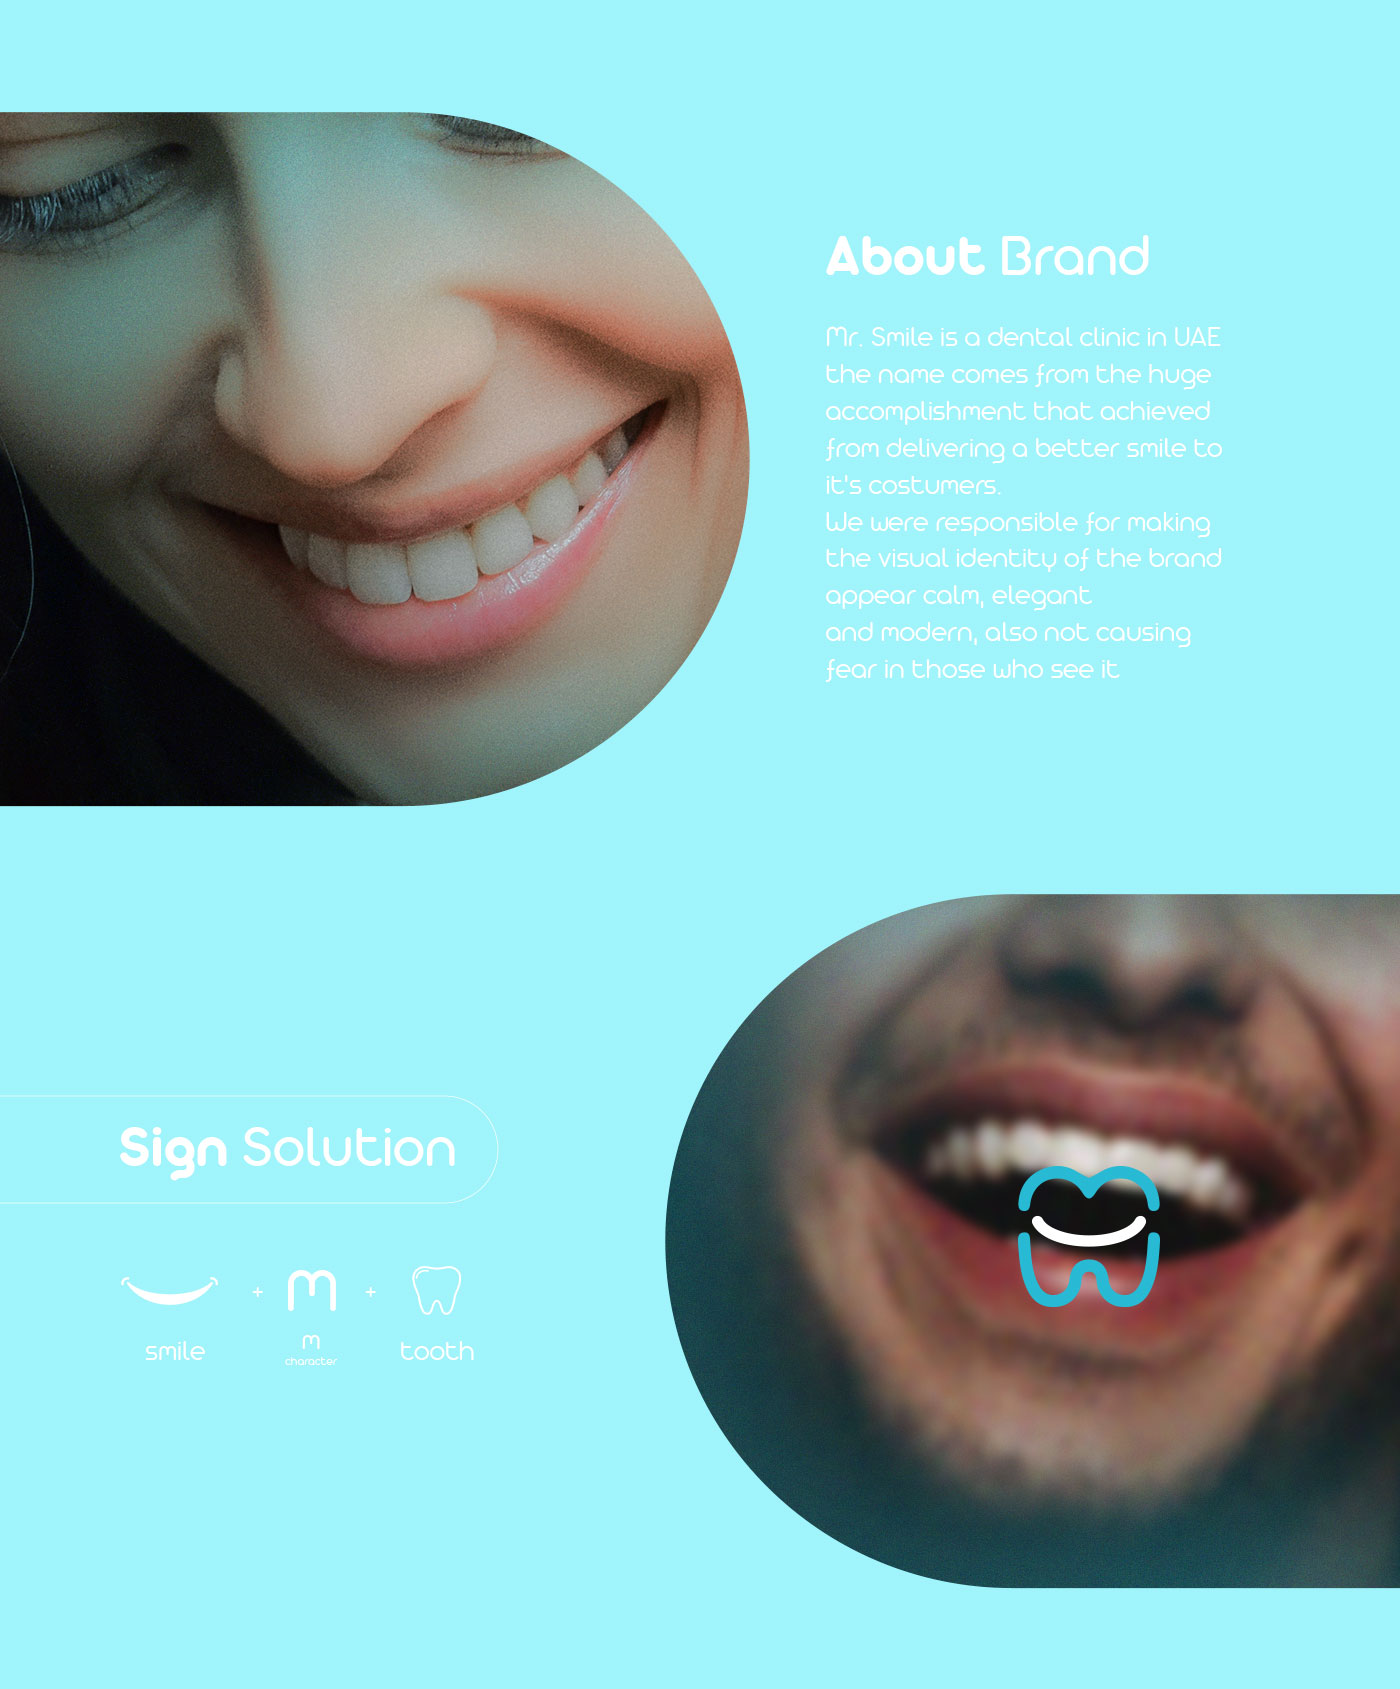 About Brand
Mr. Smile is a dental clinic in UAE
the name comes from the huge
accomplishment that achieved
from delivering a better smile to
it's costumers.
We were responsible for making
the visual identity of the brand
appear calm, elegant
and modern, also not causing
fear in those who see it
Sign Solution
+ m +
smile m character tooth